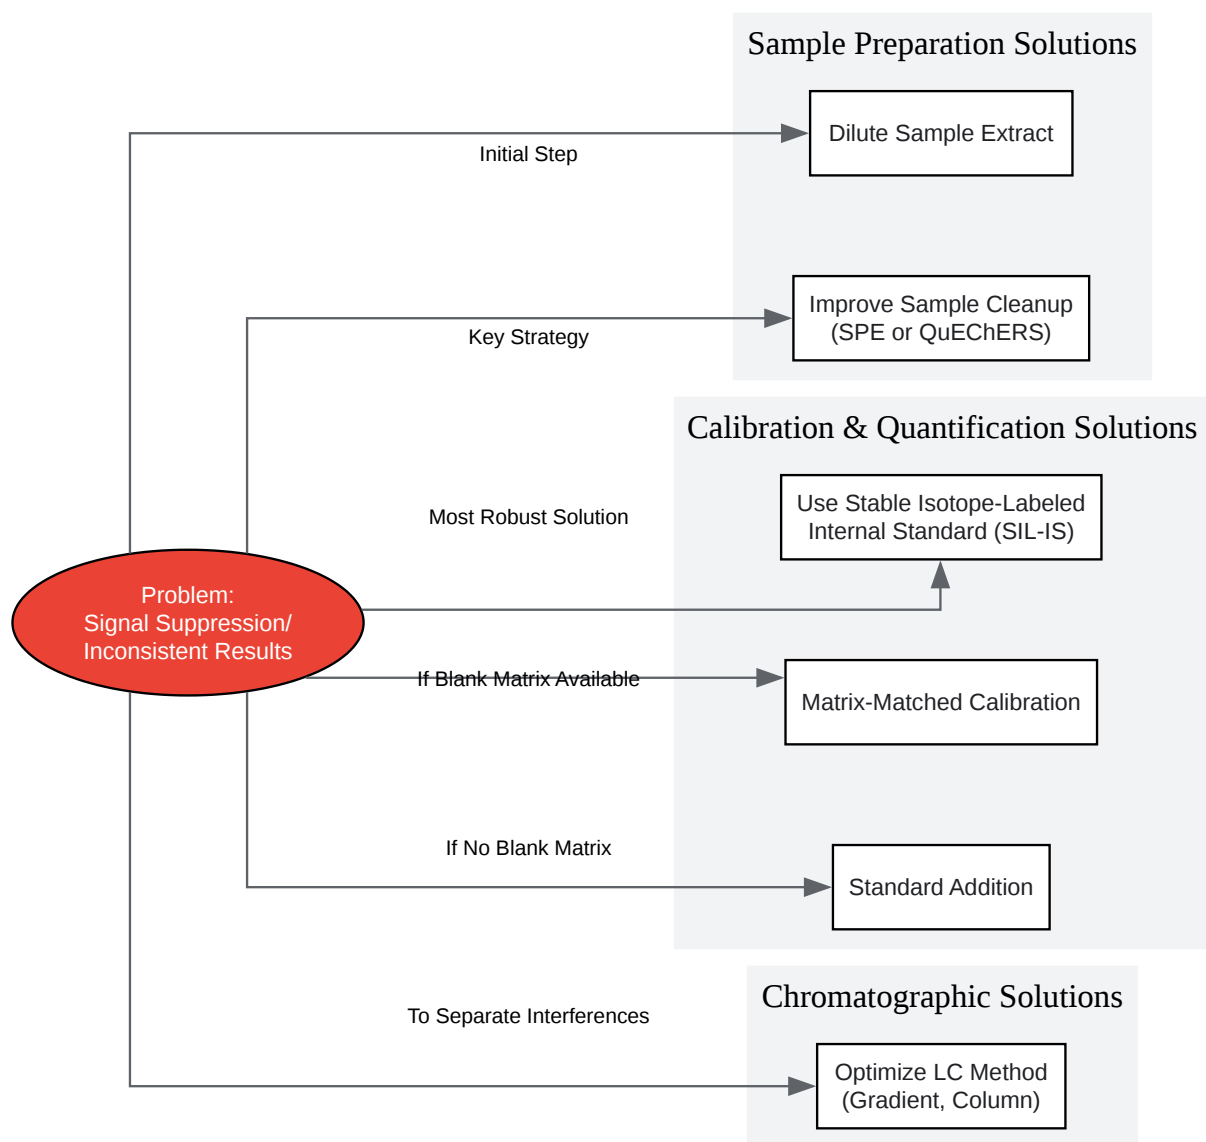 Sample Preparation Solutions
Dilute Sample Extract
Initial Step
Improve Sample Cleanup
(SPE or QuEChERS)
Key Strategy
Calibration & Quantification Solutions
Use Stable Isotope-Labeled
Internal Standard (SIL-IS)
Most Robust Solution
Problem:
Signal Suppression/
Inconsistent Results
If Blank Matrix Available
Matrix-Matched Calibration
If No Blank Matrix
Standard Addition
Chromatographic Solutions
To Separate Interferences
Optimize LC Method
(Gradient, Column)